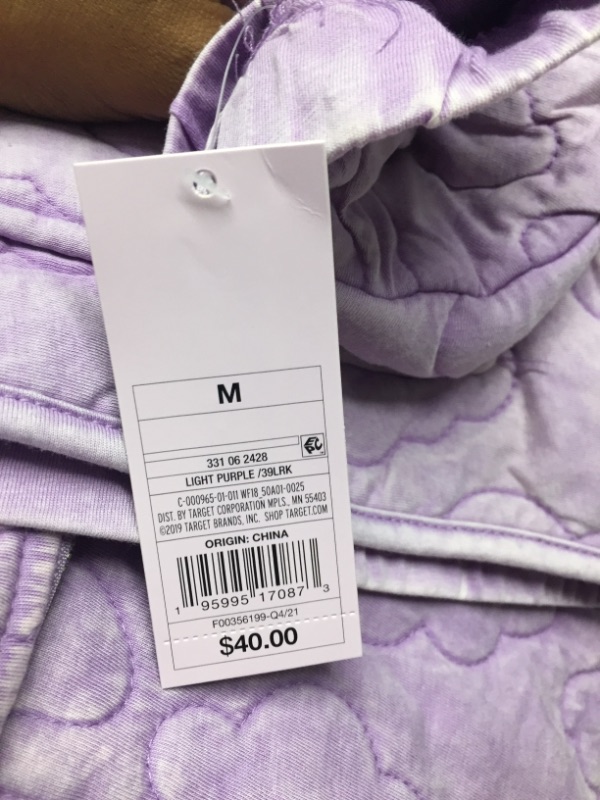 M
331 06 2428
LIGHT PURPLE /39LRK
C-000965-01-011 WF18_50A01-0025
DIST. BY TARGET CORPORATION MPLS., MN 55403
©2019 TARGET BRANDS, INC. SHOP TARGET.COM
ORIGIN: CHINA
1 95995 17087 3
F00356199-Q4/21
$40.00